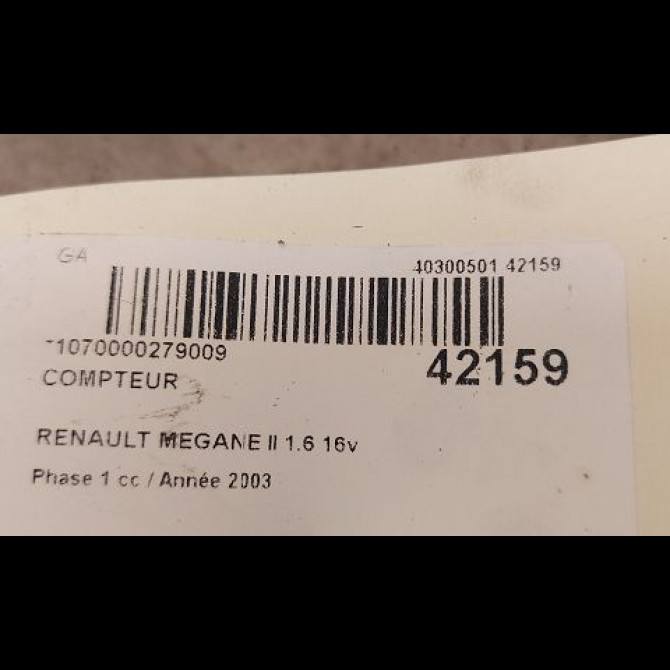 GA
40300501 42159
-1070000279009
42159
COMPTEUR
RENAULT MEGANE II 1.6 16v
Phase 1 cc / Année 2003